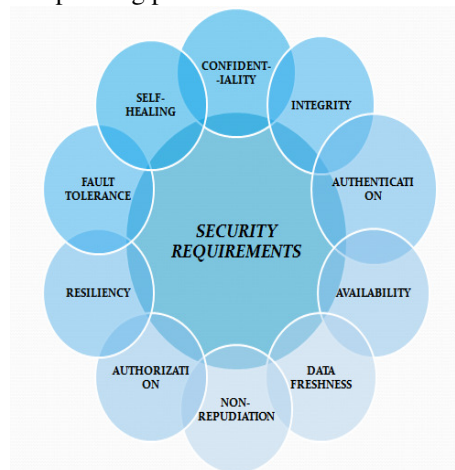 CONFIDENT-
-IALITY
INTEGRITY
AUTHENTICATI
ON
AVAILABILITY
DATA
FRESHNESS
NON-
REPUDIATION
AUTHORIZATI
ON
RESILIENCY
FAULT
TOLERANCE
SELF-
HEALING
SECURITY
REQUIREMENTS